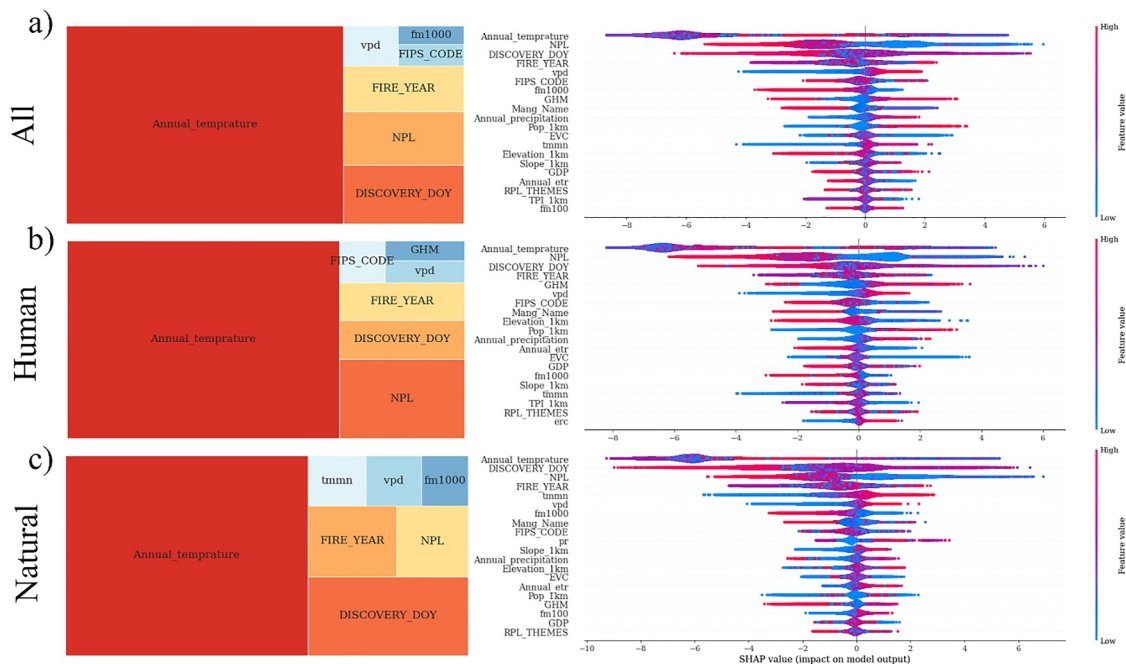 a)
All
Annual_temprature
vpd
fm1000
FIPS_CODE
FIRE_YEAR
NPL
DISCOVERY_DOY
Annual_temprature
NPL
DISCOVERY_DOY
FIRE_YEAR
vpd
FIPS_CODE
fm1000
GHM
Mang_Name
Annual_precipitation
Pop_1km
EVC
tmmn
Elevation_1km
Slope_1km
GDP
Annual_etr
RPL_THEMES
TPI_1km
fm100
-8 -6 -4 -2 0 2 4 6
High
Feature value
Low
b)
Human
Annual_temprature
FIPS_CODE
GHM
vpd
FIRE_YEAR
DISCOVERY_DOY
NPL
Annual_temprature
NPL
DISCOVERY_DOY
FIRE_YEAR
GHM
vpd
FIPS_CODE
Mang_Name
Elevation_1km
Pop_1km
Annual_precipitation
Annual_etr
EVC
GDP
fm1000
Slope_1km
tmmn
TPI_1km
RPL_THEMES
erc
-8 -6 -4 -2 0 2 4 6
High
Feature value
Low
c)
Natural
Annual_temprature
tmmn
vpd
fm1000
FIRE_YEAR
NPL
DISCOVERY_DOY
Annual_temprature
DISCOVERY_DOY
NPL
FIRE_YEAR
tmmn
vpd
fm1000
Mang_Name
FIPS_CODE
pr
Slope_1km
Annual_precipitation
Elevation_1km
EVC
Annual_etr
Pop_1km
GHM
fm100
GDP
RPL_THEMES
-10 -8 -6 -4 -2 0 2 4 6
SHAP value (impact on model output)
High
Feature value
Low